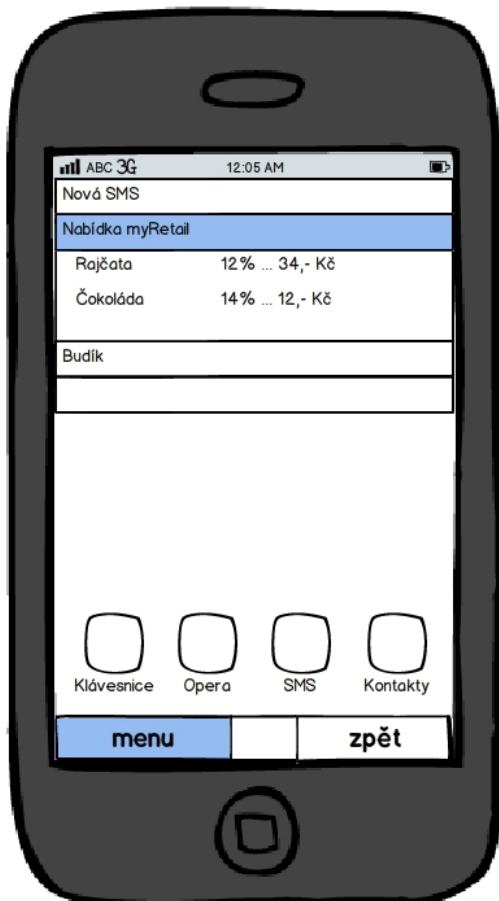 ABC 3G 12:05 AM
Nová SMS
Nabídka myRetail
Rajčata 12% ... 34,- Kč
Čokoláda 14% ... 12,- Kč
Budík
Klávesnice Opera SMS Kontakty
menu zpět